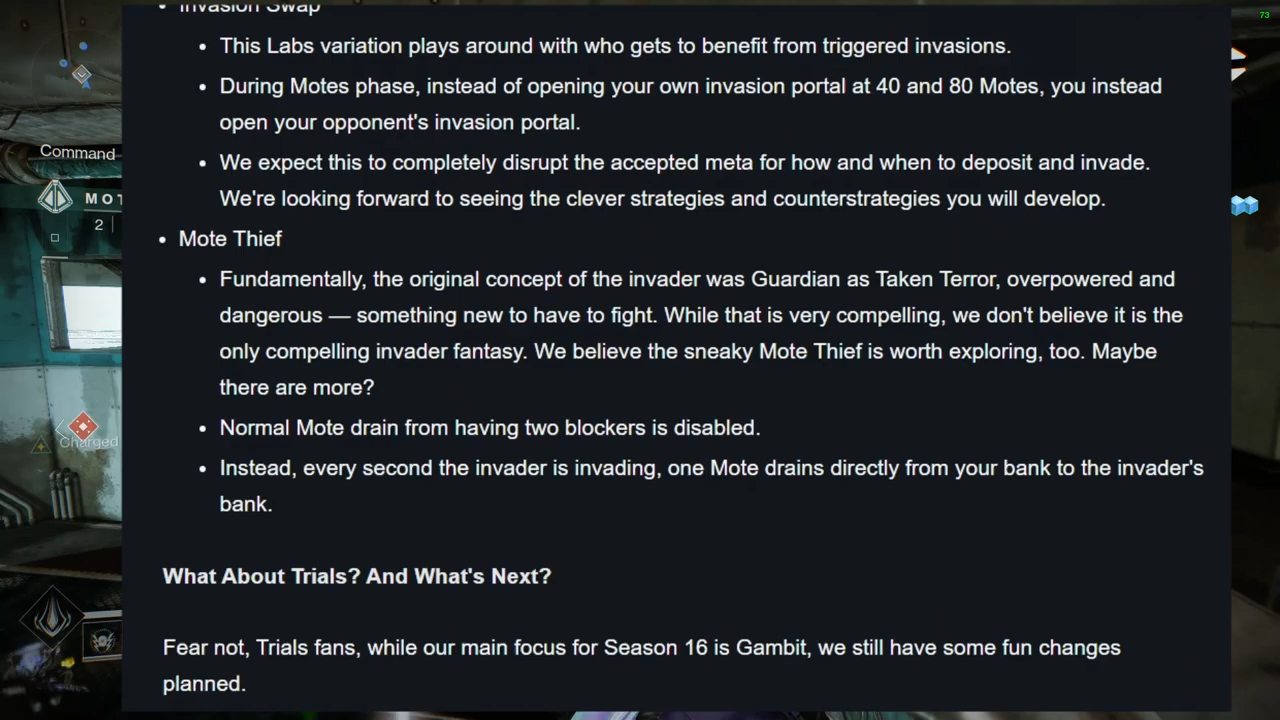 Invasion Swap
73
• This Labs variation plays around with who gets to benefit from triggered invasions.
• During Motes phase, instead of opening your own invasion portal at 40 and 80 Motes, you instead
open your opponent's invasion portal.
• We expect this to completely disrupt the accepted meta for how and when to deposit and invade.
We're looking forward to seeing the clever strategies and counterstrategies you will develop.
• Mote Thief
• Fundamentally, the original concept of the invader was Guardian as Taken Terror, overpowered and
dangerous — something new to have to fight. While that is very compelling, we don't believe it is the
only compelling invader fantasy. We believe the sneaky Mote Thief is worth exploring, too. Maybe
there are more?
• Normal Mote drain from having two blockers is disabled.
• Instead, every second the invader is invading, one Mote drains directly from your bank to the invader's
bank.
What About Trials? And What's Next?
Fear not, Trials fans, while our main focus for Season 16 is Gambit, we still have some fun changes
planned.
Command
MOT
2
Charged